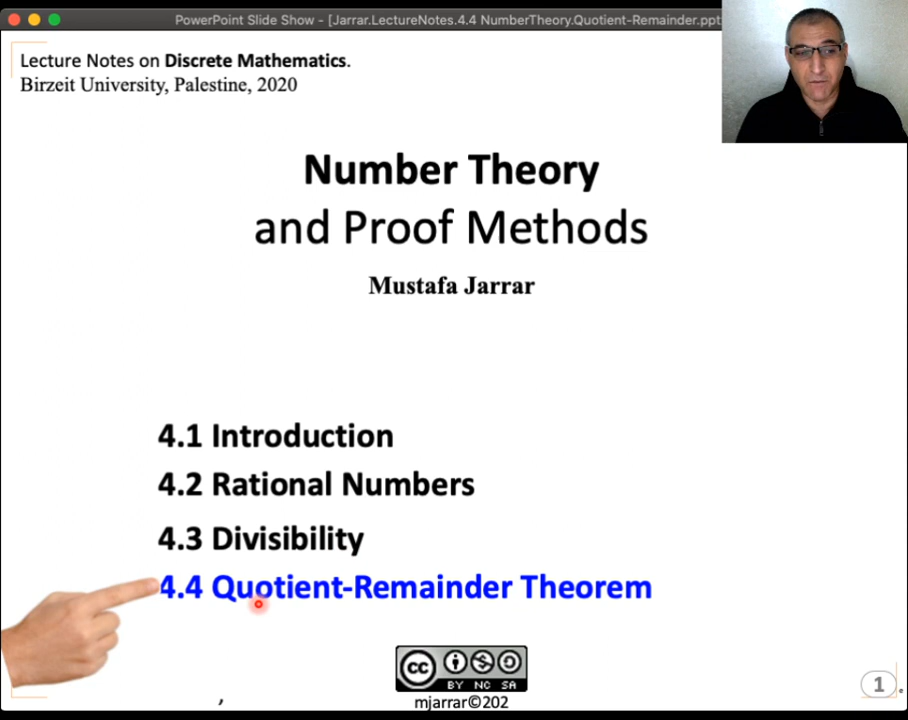 PowerPoint Slide Show - [Jarrar.LectureNotes.4.4 NumberTheory.Quotient-Remainder.ppt
Lecture Notes on Discrete Mathematics.
Birzeit University, Palestine, 2020
Number Theory
and Proof Methods
Mustafa Jarrar
4.1 Introduction
4.2 Rational Numbers
4.3 Divisibility
4.4 Quotient-Remainder Theorem
cc
BY NC SA
mjarrar©202
,
1
.